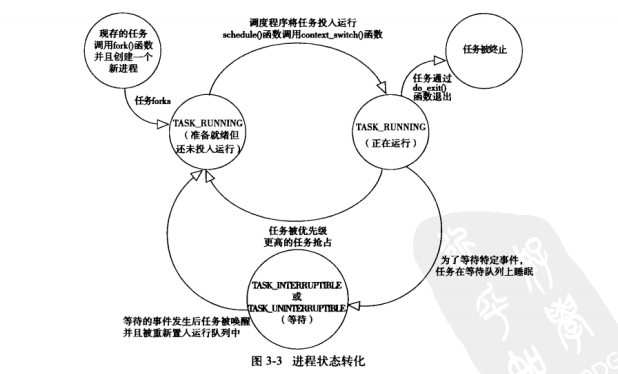 现存的任务
调用fork()函数
并且创建一个
新进程
调度程序将任务投入运行
schedule()函数调用context_switch()函数
任务被终止
任务通过
do_exit()
函数退出
任务forks
TASK_RUNNING
（准备就绪但
还未投入运行）
TASK_RUNNING
（正在运行）
任务被优先级
更高的任务抢占
为了等待特定事件，
任务在等待队列上睡眠
TASK_INTERRUPTIBLE
或
TASK_UNINTERRUPTIBLE
（等待）
等待的事件发生后任务被唤醒
并且被重新置入运行队列中
图 3-3 进程状态转化